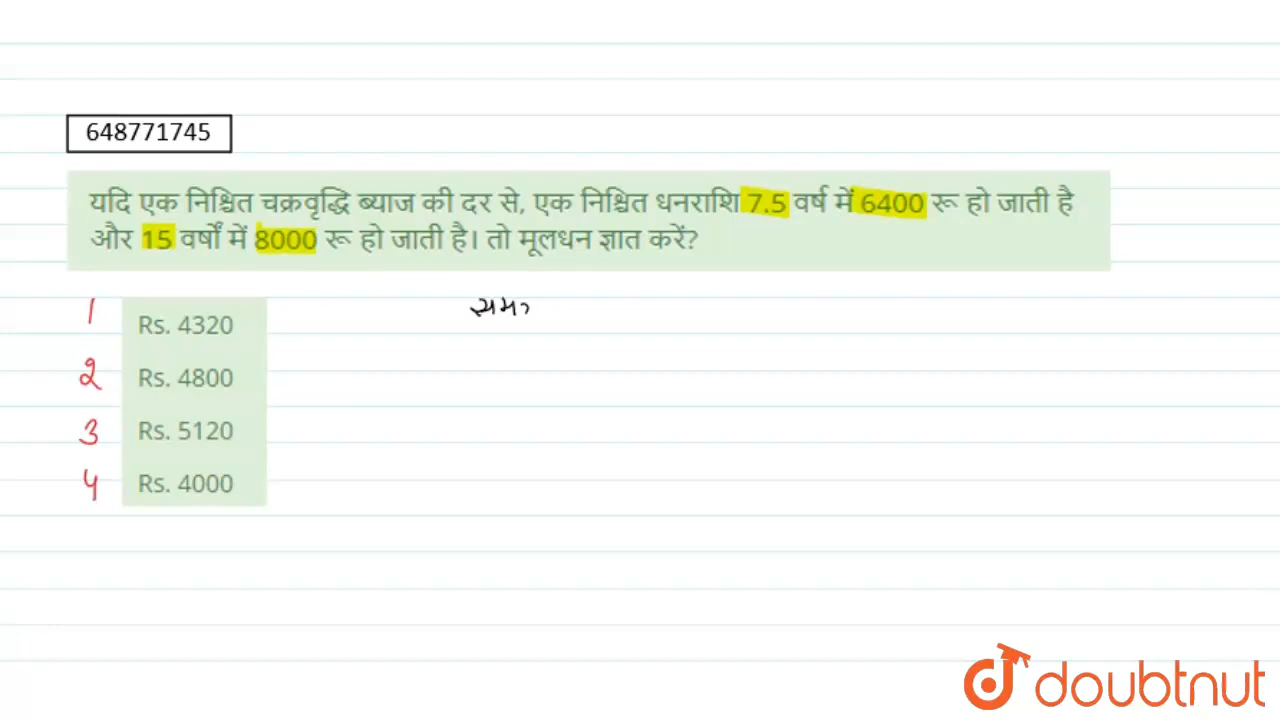 648771745
यदि एक निश्चित चक्रवृद्धि ब्याज की दर से, एक निश्चित धनराशि 7.5 वर्ष में 6400 रू हो जाती है
और 15 वर्षों में 8000 रू हो जाती है। तो मूलधन ज्ञात करें?
1 Rs. 4320
समय
2 Rs. 4800
3 Rs. 5120
4 Rs. 4000
doubtnut